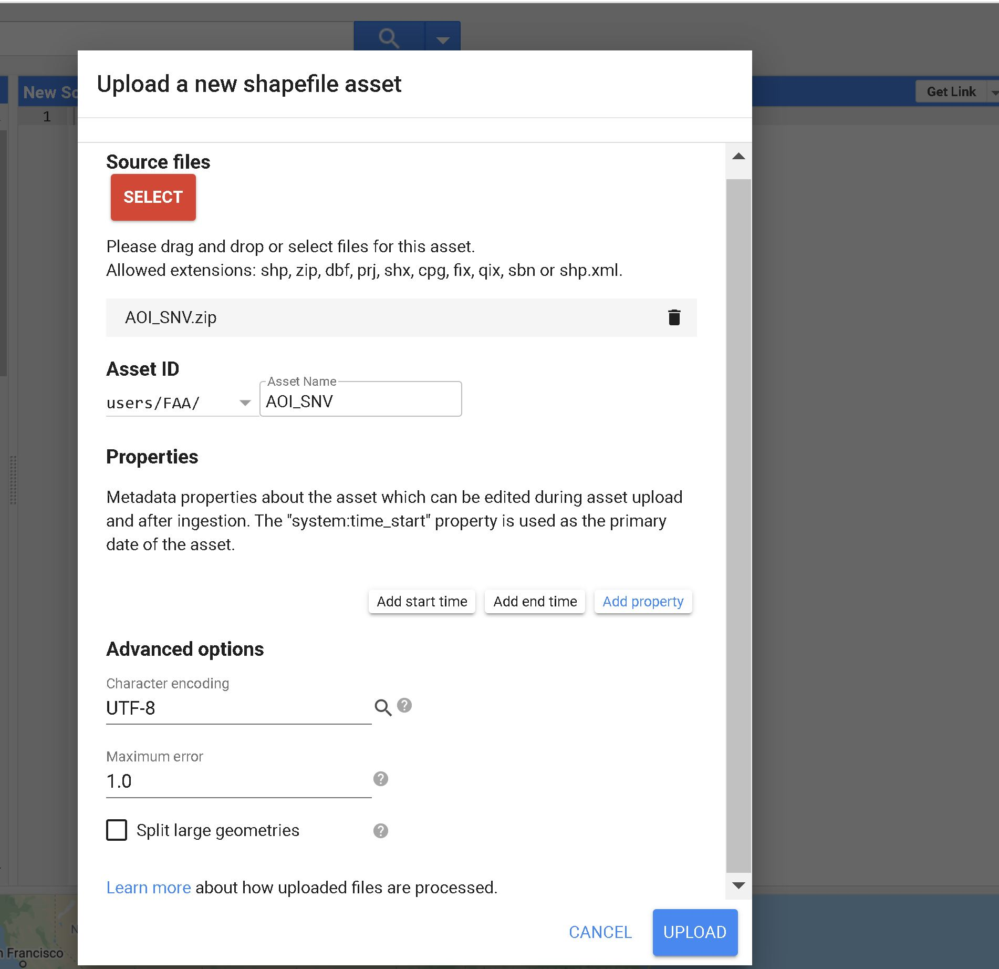 Upload a new shapefile asset
New Sc
Get Link
1
Source files
SELECT
Please drag and drop or select files for this asset.
Allowed extensions: shp, zip, dbf, prj, shx, cpg, fix, qix, sbn or shp.xml.
AOI_SNV.zip
Asset ID
Asset Name
users/FAA/
AOI_SNV
Properties
Metadata properties about the asset which can be edited during asset upload
and after ingestion. The "system:time_start" property is used as the primary
date of the asset.
Add start time
Add end time
Add property
Advanced options
Character encoding
UTF-8
Maximum error
1.0
Split large geometries
Learn more about how uploaded files are processed.
CANCEL
UPLOAD
N
n Francisco